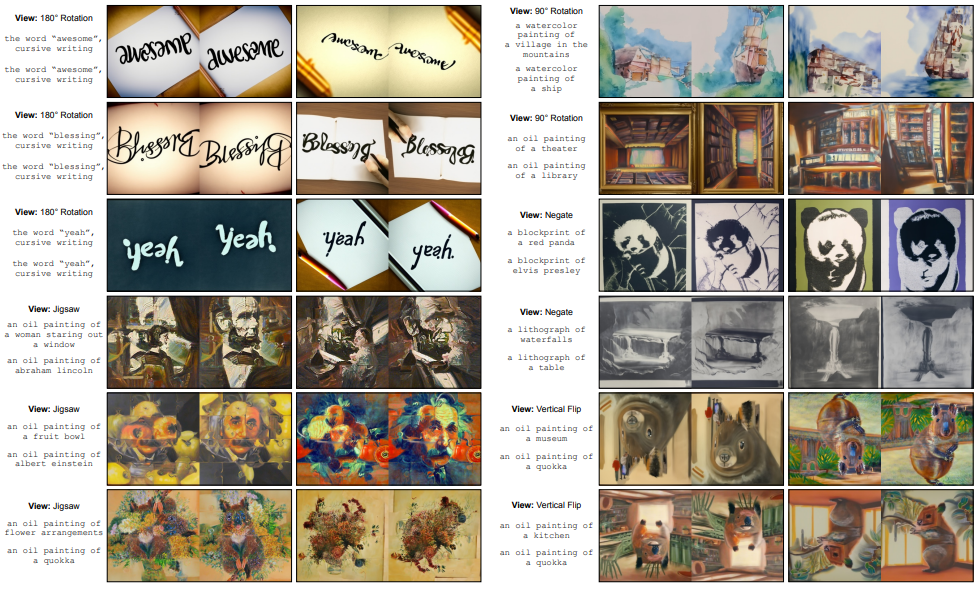 View: 180° Rotation
the word "awesome",
cursive writing
the word "awesome",
cursive writing
awesome awesome Awesome Awesome
View: 180° Rotation
the word "blessing",
cursive writing
the word "blessing",
cursive writing
Blessing Blessing Blessing Blessing
View: 180° Rotation
the word "yeah",
cursive writing
the word "yeah",
cursive writing
yeah Yeah! yeah yeah.
View: Jigsaw
an oil painting of
a woman staring out
a window
an oil painting of
abraham lincoln
View: Jigsaw
an oil painting of
a fruit bowl
an oil painting of
albert einstein
View: Jigsaw
an oil painting of
flower arrangements
an oil painting of
a quokka
View: 90° Rotation
a watercolor
painting of
a village in the
mountains
a watercolor
painting of
a ship
View: 90° Rotation
an oil painting
of a theater
an oil painting
of a library
View: Negate
a blockprint of
a red panda
a blockprint of
elvis presley
View: Negate
a lithograph of
waterfalls
a lithograph of
a table
View: Vertical Flip
an oil painting of
a museum
an oil painting of
a quokka
View: Vertical Flip
an oil painting of
a kitchen
an oil painting of
a quokka